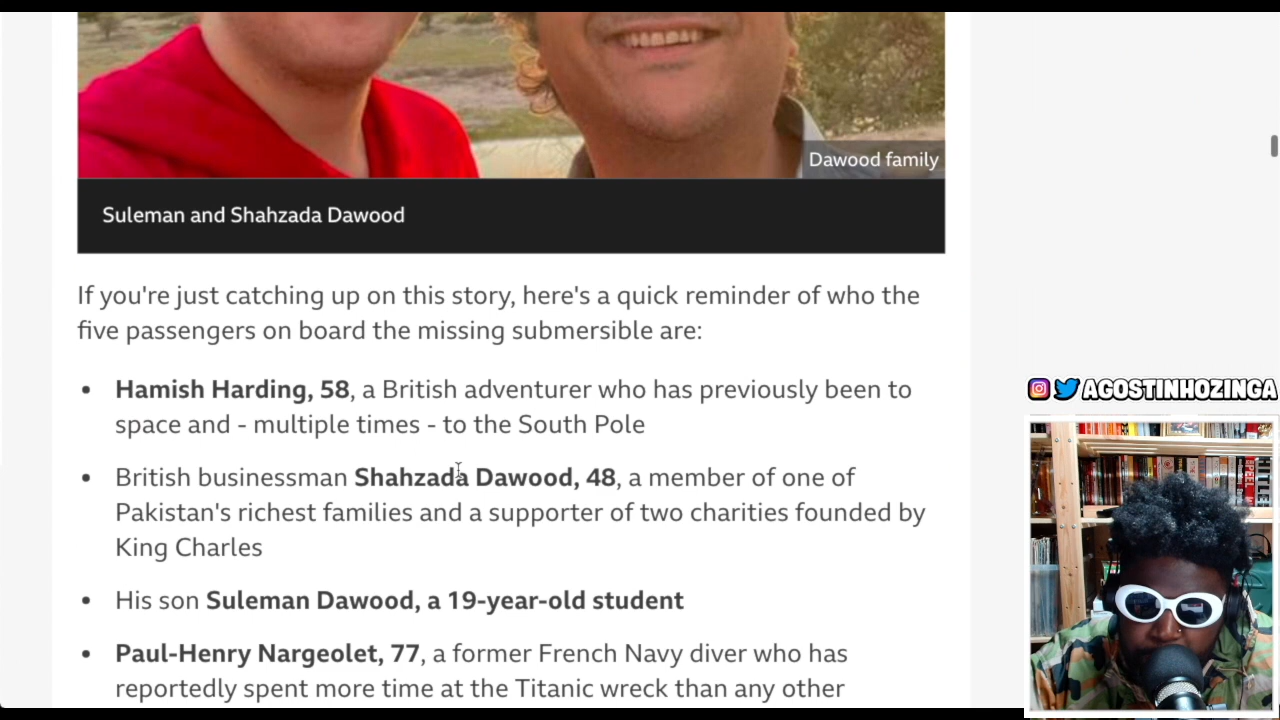 Dawood family
Suleman and Shahzada Dawood
If you're just catching up on this story, here's a quick reminder of who the
five passengers on board the missing submersible are:
• Hamish Harding, 58, a British adventurer who has previously been to
space and - multiple times - to the South Pole
• British businessman Shahzada Dawood, 48, a member of one of
Pakistan's richest families and a supporter of two charities founded by
King Charles
• His son Suleman Dawood, a 19-year-old student
• Paul-Henry Nargeolet, 77, a former French Navy diver who has
reportedly spent more time at the Titanic wreck than any other
AGOSTINHOZINGA